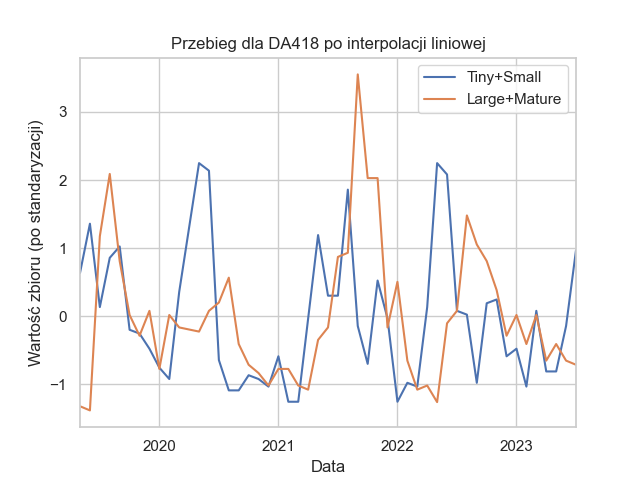 Przebieg dla DA418 po interpolacji liniowej
Tiny+Small
Large+Mature
Wartość zbioru (po standaryzacji)
3
2
1
0
−1
2020
2021
2022
2023
Data